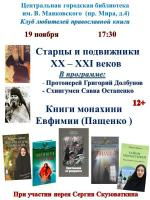 Центральная городская библиотека
им. В. Маяковского (пр. Мира, д.4)
Клуб любителей православной книги
19 ноября 17:30
Старцы и подвижники
XX – XXI веков
В программе:
- Протоиерей Григорий Долбунов
- Схиигумен Савва Остапенко
12+
Книги монахини
Евфимии (Пащенко)
При участии иерея Сергия Скузоваткина